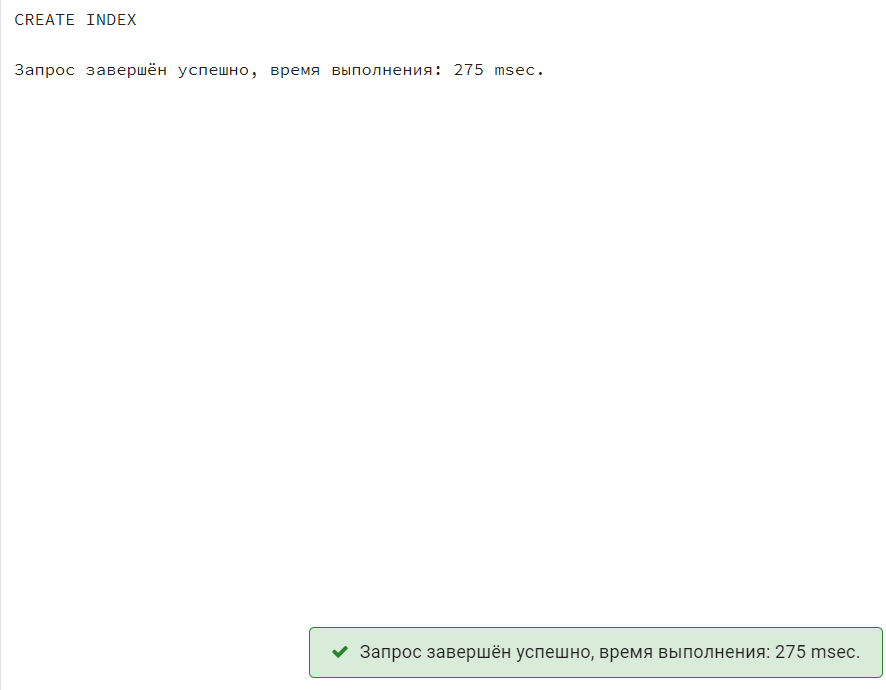 CREATE INDEX
Запрос завершён успешно, время выполнения: 275 msec.
Запрос завершён успешно, время выполнения: 275 msec.